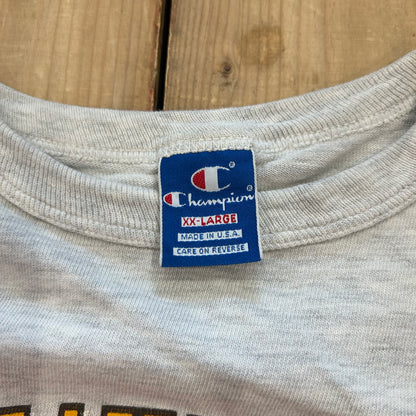 Champion
XX-LARGE
MADE IN U.S.A.
CARE ON REVERSE